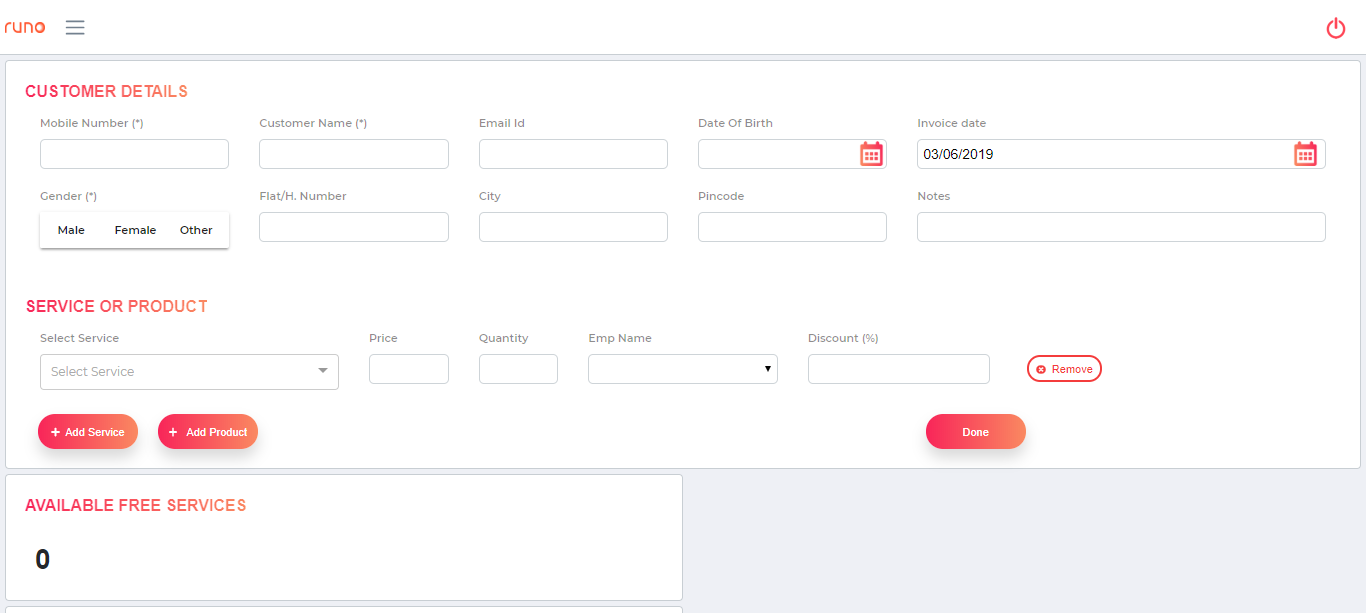 runo
CUSTOMER DETAILS
Mobile Number (*) Customer Name (*) Email Id Date Of Birth Invoice date
03/06/2019
Gender (*) Flat/H. Number City Pincode Notes
Male Female Other
SERVICE OR PRODUCT
Select Service Price Quantity Emp Name Discount (%)
Select Service
Remove
+ Add Service + Add Product Done
AVAILABLE FREE SERVICES
0